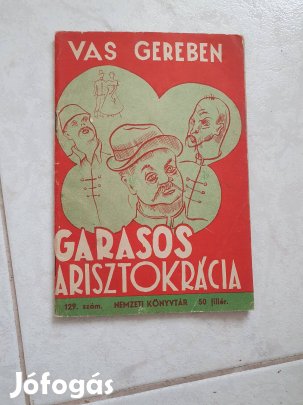 VAS GEREBEN
GARASOS
ARISZTOKRÁCIA
129. szám. NEMZETI KÖNYVTÁR 50 fillér.
Jófogás